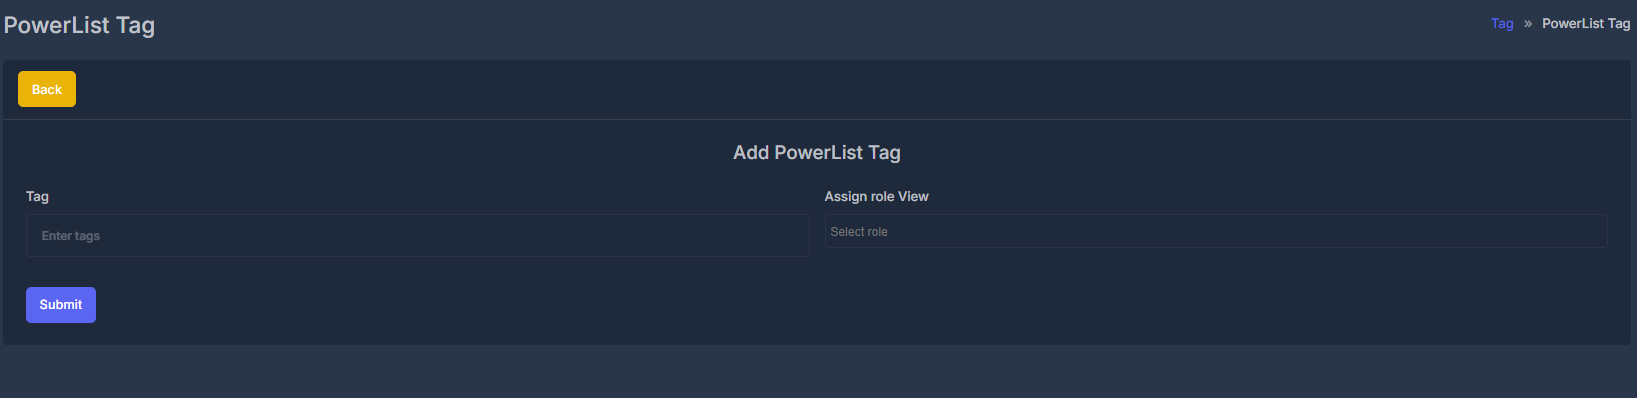 PowerList Tag
Tag » PowerList Tag
Back
Add PowerList Tag
Tag
Assign role View
Enter tags
Select role
Submit